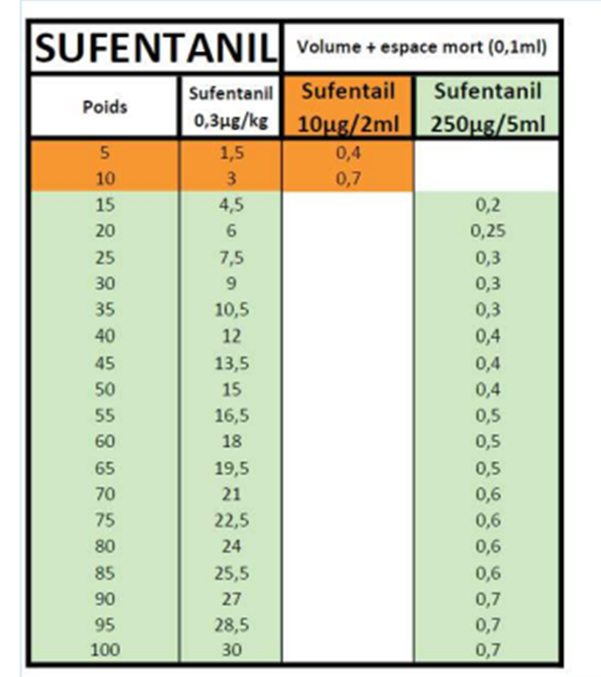 SUFENTANIL Volume + espace mort (0,1ml)
Poids Sufentanil 0,3µg/kg Sufentail 10µg/2ml Sufentanil 250µg/5ml
5 1,5 0,4
10 3 0,7
15 4,5 0,2
20 6 0,25
25 7,5 0,3
30 9 0,3
35 10,5 0,3
40 12 0,4
45 13,5 0,4
50 15 0,4
55 16,5 0,5
60 18 0,5
65 19,5 0,5
70 21 0,6
75 22,5 0,6
80 24 0,6
85 25,5 0,6
90 27 0,7
95 28,5 0,7
100 30 0,7